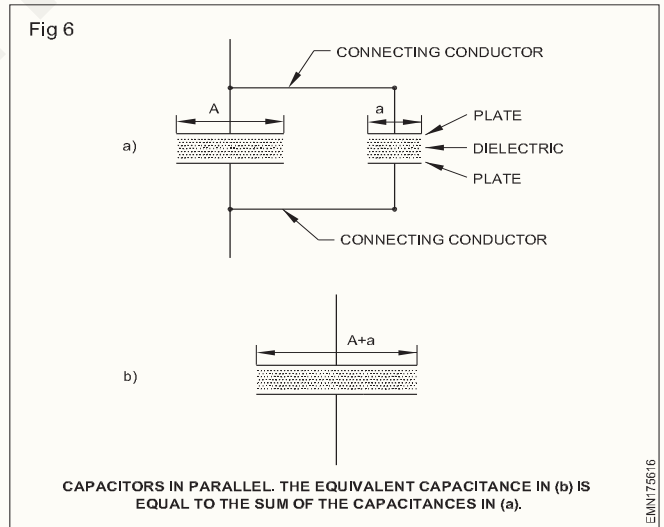 Fig 6
CONNECTING CONDUCTOR
A
a
PLATE
a)
DIELECTRIC
PLATE
CONNECTING CONDUCTOR
A+a
b)
CAPACITORS IN PARALLEL. THE EQUIVALENT CAPACITANCE IN (b) IS
EQUAL TO THE SUM OF THE CAPACITANCES IN (a).
EMN175616